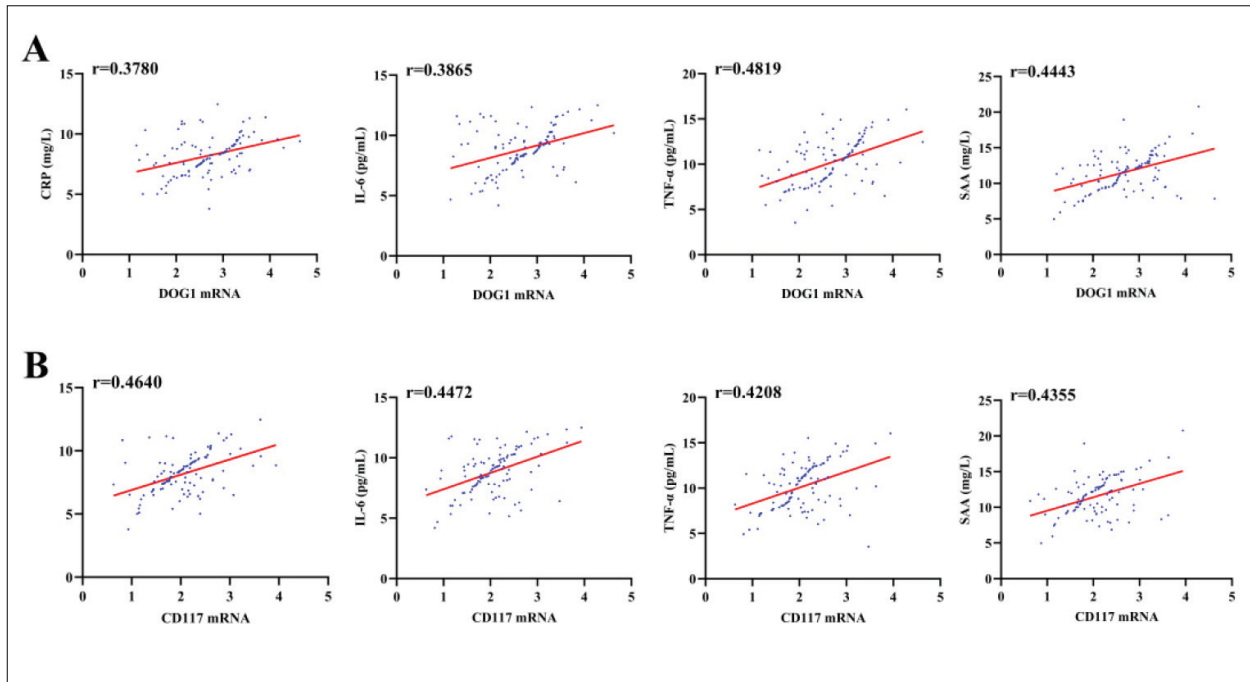 A
r=0.3780
15
10
5
0
CRP (mg/L)
0 1 2 3 4 5
DOG1 mRNA
r=0.3865
15
10
5
0
IL-6 (pg/mL)
0 1 2 3 4 5
DOG1 mRNA
r=0.4819
20
15
10
5
0
TNF-α (pg/mL)
0 1 2 3 4 5
DOG1 mRNA
r=0.4443
25
20
15
10
5
0
SAA (mg/L)
0 1 2 3 4 5
DOG1 mRNA
B
r=0.4640
15
10
5
0
CRP (mg/L)
0 1 2 3 4 5
CD117 mRNA
r=0.4472
15
10
5
0
IL-6 (pg/mL)
0 1 2 3 4 5
CD117 mRNA
r=0.4208
20
15
10
5
0
TNF-α (pg/mL)
0 1 2 3 4 5
CD117 mRNA
r=0.4355
25
20
15
10
5
0
SAA (mg/L)
0 1 2 3 4 5
CD117 mRNA